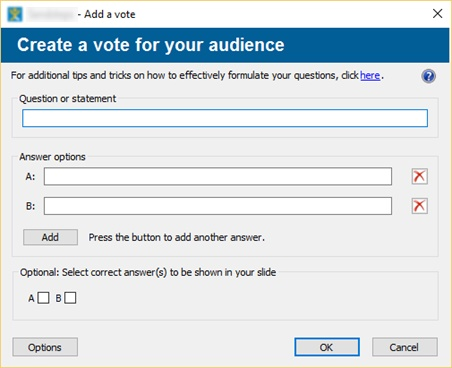 - Add a vote
Create a vote for your audience
For additional tips and tricks on how to effectively formulate your questions, click here.
Question or statement
Answer options
A:
B:
Add Press the button to add another answer.
Optional: Select correct answer(s) to be shown in your slide
A B
Options OK Cancel